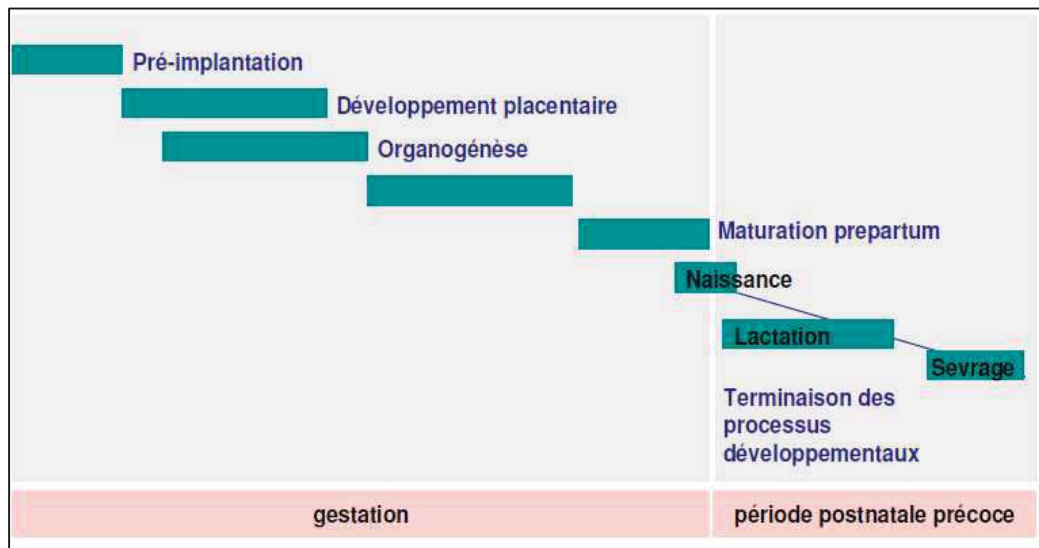 Pré-implantation
Développement placentaire
Organogénèse
Maturation prepartum
Naissance
Lactation
Sevrage
Terminaison des
processus
développementaux
gestation
période postnatale précoce